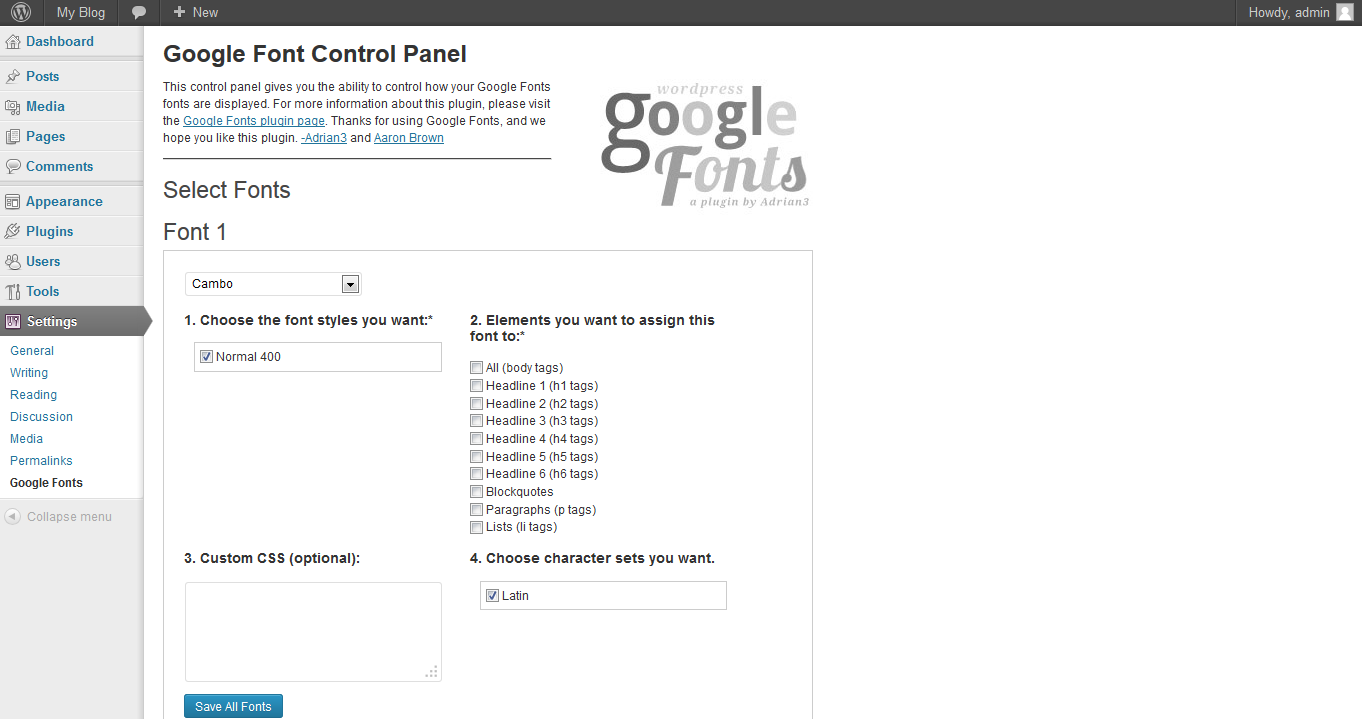 My Blog
New
Howdy, admin
Dashboard
Posts
Media
Pages
Comments
Appearance
Plugins
Users
Tools
Settings
General
Writing
Reading
Discussion
Media
Permalinks
Google Fonts
Collapse menu
Google Font Control Panel
This control panel gives you the ability to control how your Google Fonts
fonts are displayed. For more information about this plugin, please visit
the Google Fonts plugin page. Thanks for using Google Fonts, and we
hope you like this plugin. -Adrian3 and Aaron Brown
wordpress
google
Fonts
a plugin by Adrian3
Select Fonts
Font 1
Cambo
1. Choose the font styles you want:*
Normal 400
2. Elements you want to assign this
font to:*
All (body tags)
Headline 1 (h1 tags)
Headline 2 (h2 tags)
Headline 3 (h3 tags)
Headline 4 (h4 tags)
Headline 5 (h5 tags)
Headline 6 (h6 tags)
Blockquotes
Paragraphs (p tags)
Lists (li tags)
3. Custom CSS (optional):
4. Choose character sets you want.
Latin
Save All Fonts